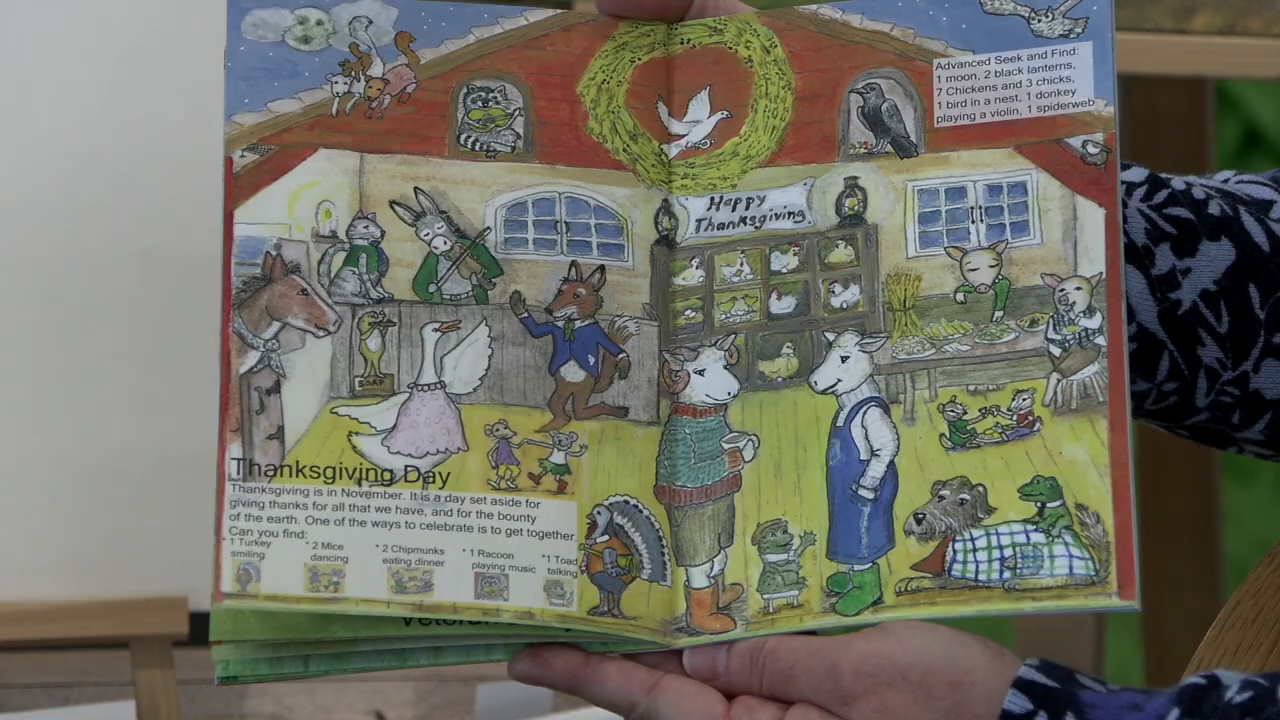 Advanced Seek and Find:
1 moon, 2 black lanterns,
7 Chickens and 3 chicks,
1 bird in a nest, 1 donkey
playing a violin, 1 spiderweb
Happy
Thanksgiving
SOAP
Thanksgiving Day
Thanksgiving is in November. It is a day set aside for
giving thanks for all that we have, and for the bounty
of the earth. One of the ways to celebrate is to get together.
Can you find:
* 1 Turkey
smiling
* 2 Mice
dancing
* 2 Chipmunks
eating dinner
* 1 Racoon
playing music
*1 Toad
talking